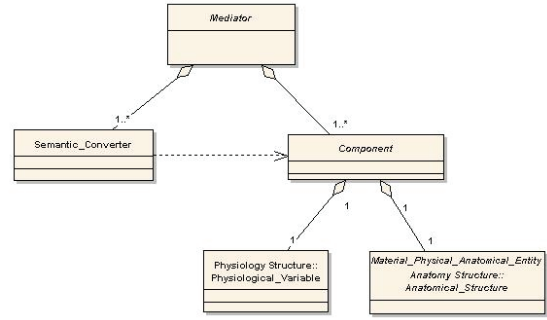 Mediator
1..*
1..*
Semantic_Converter
Component
1
1
1
1
Physiology Structure::
Physiological_Variable
Material_Physical_Anatomical_Entity
Anatomy Structure::
Anatomical_Structure